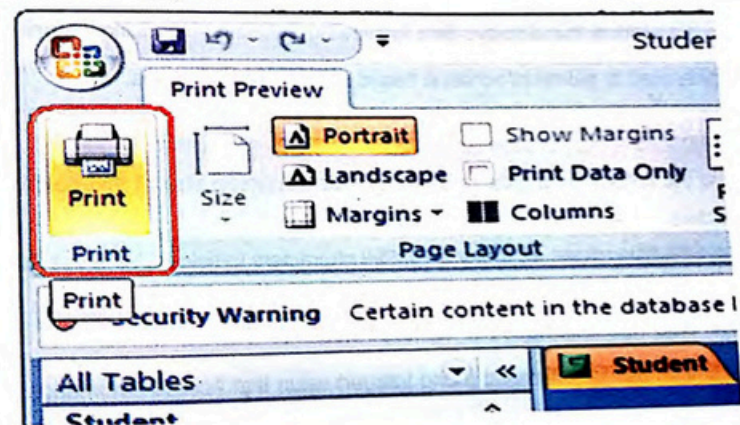 Studer
Print Preview
Print
Size
Portrait
Landscape
Margins
Show Margins
Print Data Only
Columns
Print
Page Layout
Print
Security Warning Certain content in the database
All Tables
Student
Student